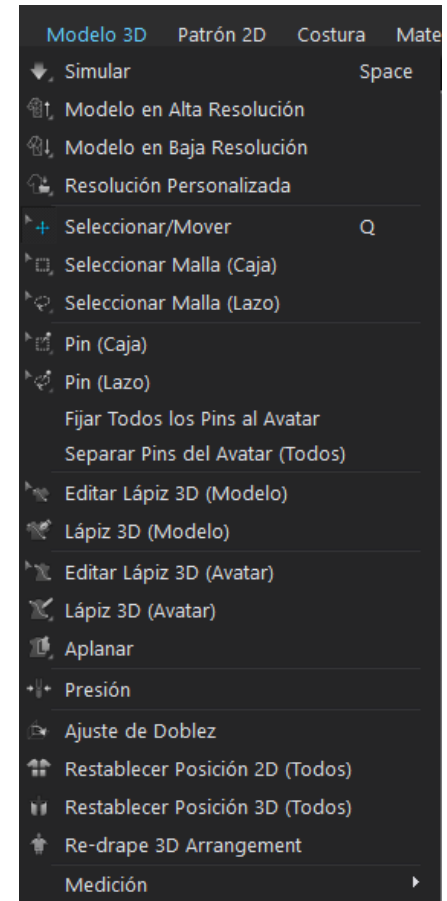 Modelo 3D Patrón 2D Costura Mate
Simular Space
Modelo en Alta Resolución
Modelo en Baja Resolución
Resolución Personalizada
Seleccionar/Mover Q
Seleccionar Malla (Caja)
Seleccionar Malla (Lazo)
Pin (Caja)
Pin (Lazo)
Fijar Todos los Pins al Avatar
Separar Pins del Avatar (Todos)
Editar Lápiz 3D (Modelo)
Lápiz 3D (Modelo)
Editar Lápiz 3D (Avatar)
Lápiz 3D (Avatar)
Aplanar
Presión
Ajuste de Doblez
Restablecer Posición 2D (Todos)
Restablecer Posición 3D (Todos)
Re-drape 3D Arrangement
Medición